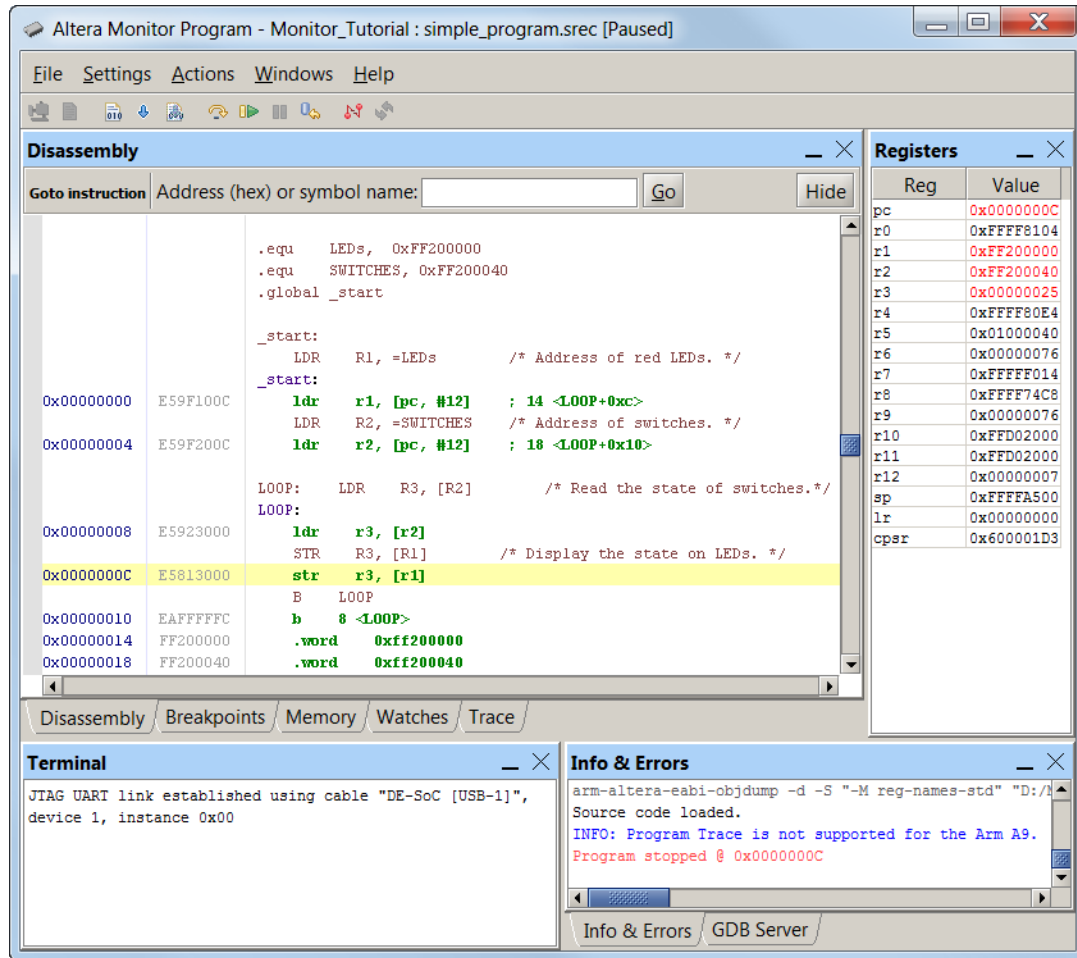 Altera Monitor Program - Monitor_Tutorial : simple_program.srec [Paused]
File Settings Actions Windows Help
Disassembly
Goto instruction Address (hex) or symbol name: Go Hide
.equ LEDs, 0xFF200000
.equ SWITCHES, 0xFF200040
.global _start
_start:
LDR R1, =LEDs /* Address of red LEDs. */
_start:
0x00000000 E59F100C ldr r1, [pc, #12] ; 14 <LOOP+0xc>
LDR R2, =SWITCHES /* Address of switches. */
0x00000004 E59F200C ldr r2, [pc, #12] ; 18 <LOOP+0x10>
LOOP: LDR R3, [R2] /* Read the state of switches.*/
LOOP:
0x00000008 E5923000 ldr r3, [r2]
STR R3, [R1] /* Display the state on LEDs. */
0x0000000C E5813000 str r3, [r1]
B LOOP
0x00000010 EAFFFFFC b 8 <LOOP>
0x00000014 FF200000 .word 0xff200000
0x00000018 FF200040 .word 0xff200040
Disassembly Breakpoints Memory Watches Trace
Registers
Reg Value
pc 0x0000000C
r0 0xFFFF8104
r1 0xFF200000
r2 0xFF200040
r3 0x00000025
r4 0xFFFF80E4
r5 0x01000040
r6 0x00000076
r7 0xFFFFF014
r8 0xFFFF74C8
r9 0x00000076
r10 0xFFD02000
r11 0xFFD02000
r12 0x00000007
sp 0xFFFFA500
lr 0x00000000
cpsr 0x600001D3
Terminal
JTAG UART link established using cable "DE-SoC [USB-1]",
device 1, instance 0x00
Info & Errors
arm-altera-eabi-objdump -d -S "-M reg-names-std" "D:/
Source code loaded.
INFO: Program Trace is not supported for the Arm A9.
Program stopped @ 0x0000000C
Info & Errors GDB Server